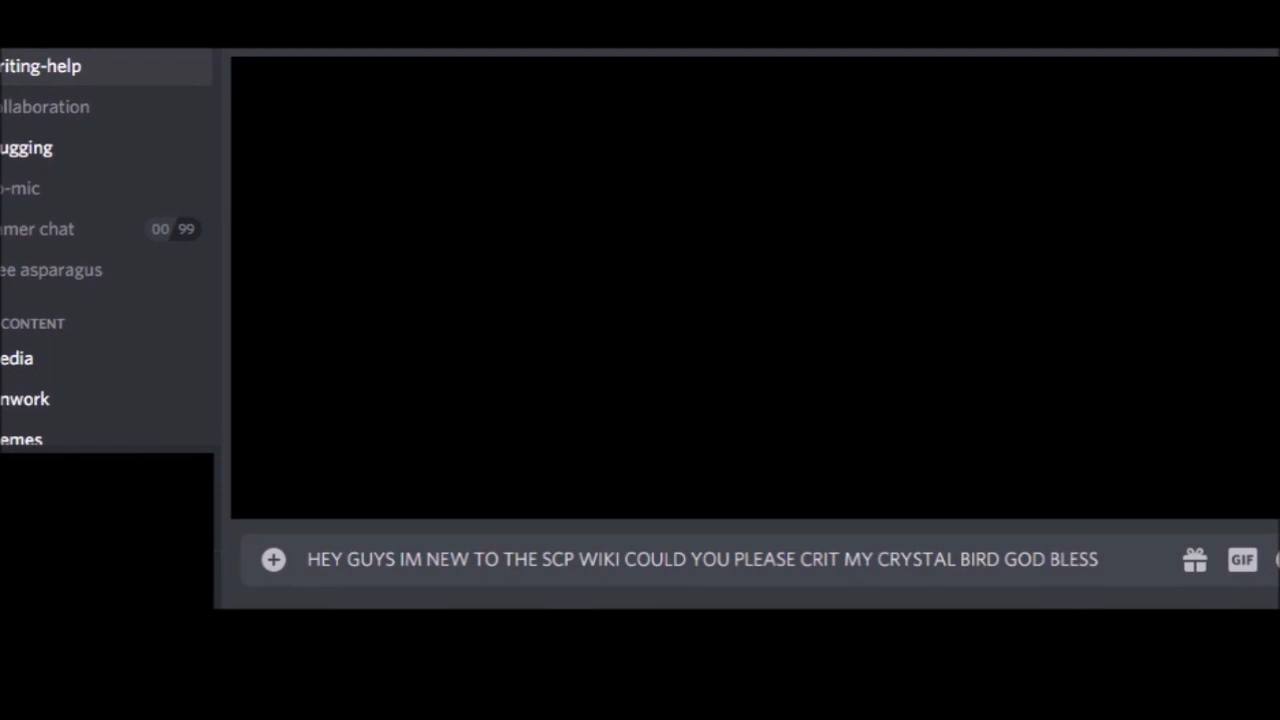 riting-help
ollaboration
ugging
o-mic
mer chat 00 99
ee asparagus
CONTENT
edia
nwork
emes
HEY GUYS IM NEW TO THE SCP WIKI COULD YOU PLEASE CRIT MY CRYSTAL BIRD GOD BLESS
GIF